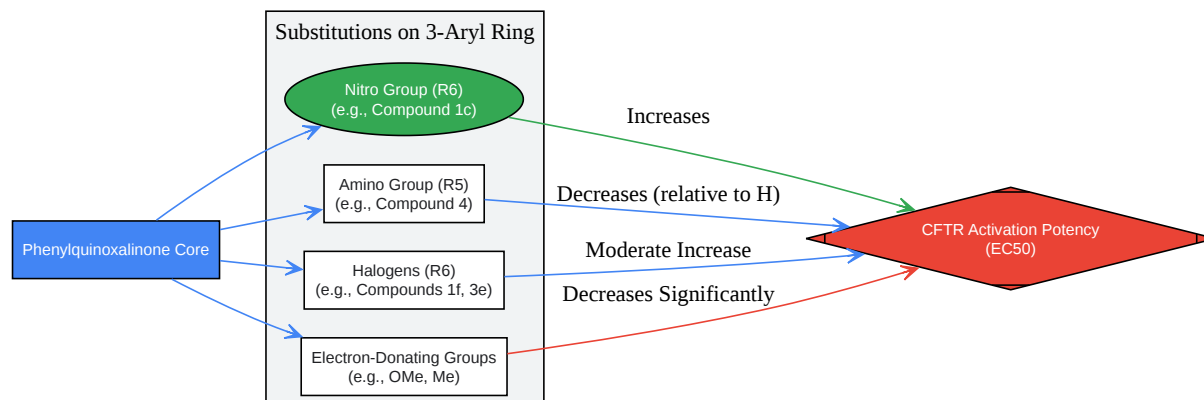 Substitutions on 3-Aryl Ring
Nitro Group (R6)
(e.g., Compound 1c)
Increases
Amino Group (R5)
(e.g., Compound 4)
Decreases (relative to H)
Phenylquinoxalinone Core
CFTR Activation Potency
(EC50)
Moderate Increase
Halogens (R6)
(e.g., Compounds 1f, 3e)
Decreases Significantly
Electron-Donating Groups
(e.g., OMe, Me)